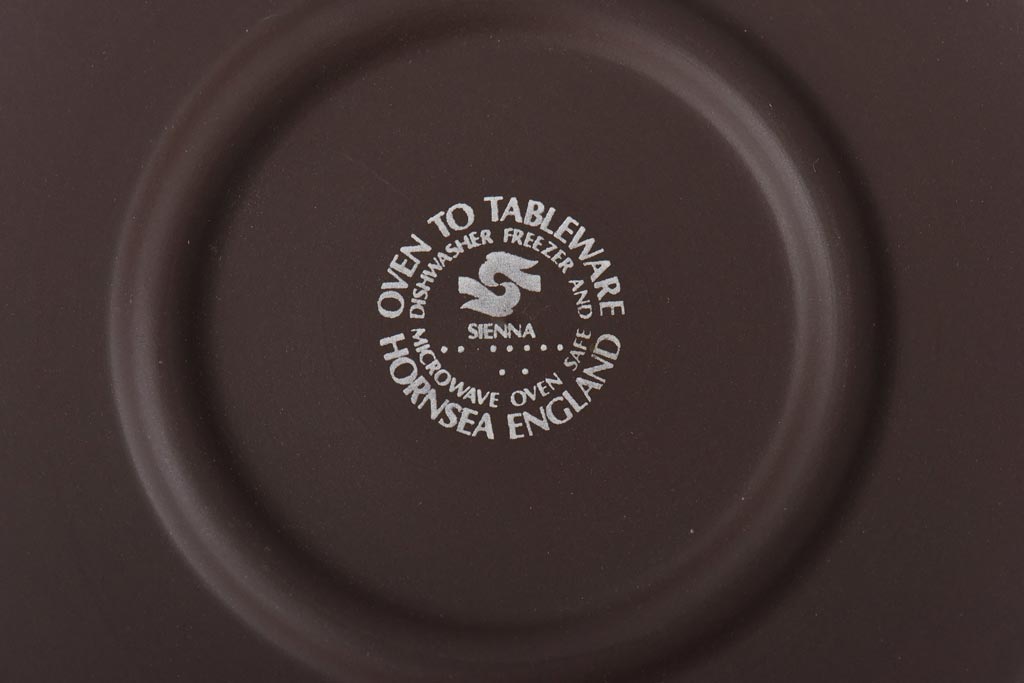 OVEN TO TABLEWARE
DISHWASHER FREEZER AND
SIENNA
MICROWAVE OVEN SAFE
HORNSEA ENGLAND